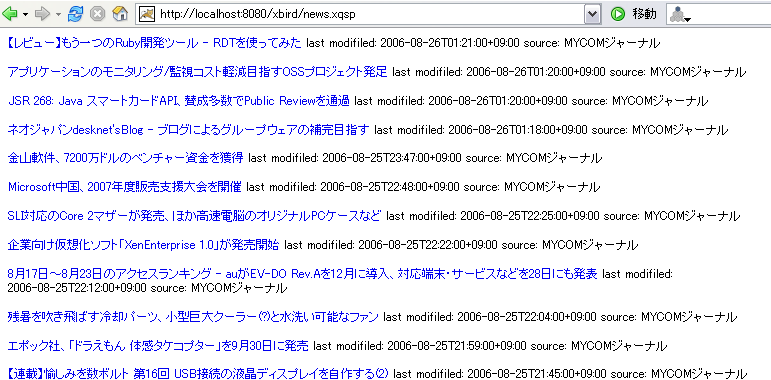 http://localhost:8080/xbird/news.xqsp 移動
【レビュー】もう一つのRuby開発ツール - RDTを使ってみた last modifiled: 2006-08-26T01:21:00+09:00 source: MYCOMジャーナル
アプリケーションのモニタリング/監視コスト軽減目指すOSSプロジェクト発足 last modifiled: 2006-08-26T01:20:00+09:00 source: MYCOMジャーナル
JSR 268: Java スマートカードAPI、賛成多数でPublic Reviewを通過 last modifiled: 2006-08-26T01:20:00+09:00 source: MYCOMジャーナル
ネオジャパンdesknet'sBlog - ブログによるグループウェアの補完目指す last modifiled: 2006-08-26T01:18:00+09:00 source: MYCOMジャーナル
金山軟件、7200万ドルのベンチャー資金を獲得 last modifiled: 2006-08-25T23:47:00+09:00 source: MYCOMジャーナル
Microsoft中国、2007年度販売支援大会を開催 last modifiled: 2006-08-25T22:48:00+09:00 source: MYCOMジャーナル
SLI対応のCore 2マザーが発売、ほか高速電脳のオリジナルPCケースなど last modifiled: 2006-08-25T22:25:00+09:00 source: MYCOMジャーナル
企業向け仮想化ソフト「XenEnterprise 1.0」が発売開始 last modifiled: 2006-08-25T22:22:00+09:00 source: MYCOMジャーナル
8月17日～8月23日のアクセスランキング - auがEV-DO Rev.Aを12月に導入、対応端末・サービスなどを28日にも発表 last modifiled:
2006-08-25T22:12:00+09:00 source: MYCOMジャーナル
残暑を吹き飛ばす冷却パーツ、小型巨大クーラー(?)と水洗い可能なファン last modifiled: 2006-08-25T22:04:00+09:00 source: MYCOMジャーナル
エポック社、「ドラえもん 体感タケコプター」を9月30日に発売 last modifiled: 2006-08-25T21:59:00+09:00 source: MYCOMジャーナル
【連載】愉しみを数ボルト 第16回 USB接続の液晶ディスプレイを自作する(2) last modifiled: 2006-08-25T21:45:00+09:00 source: MYCOMジャーナル